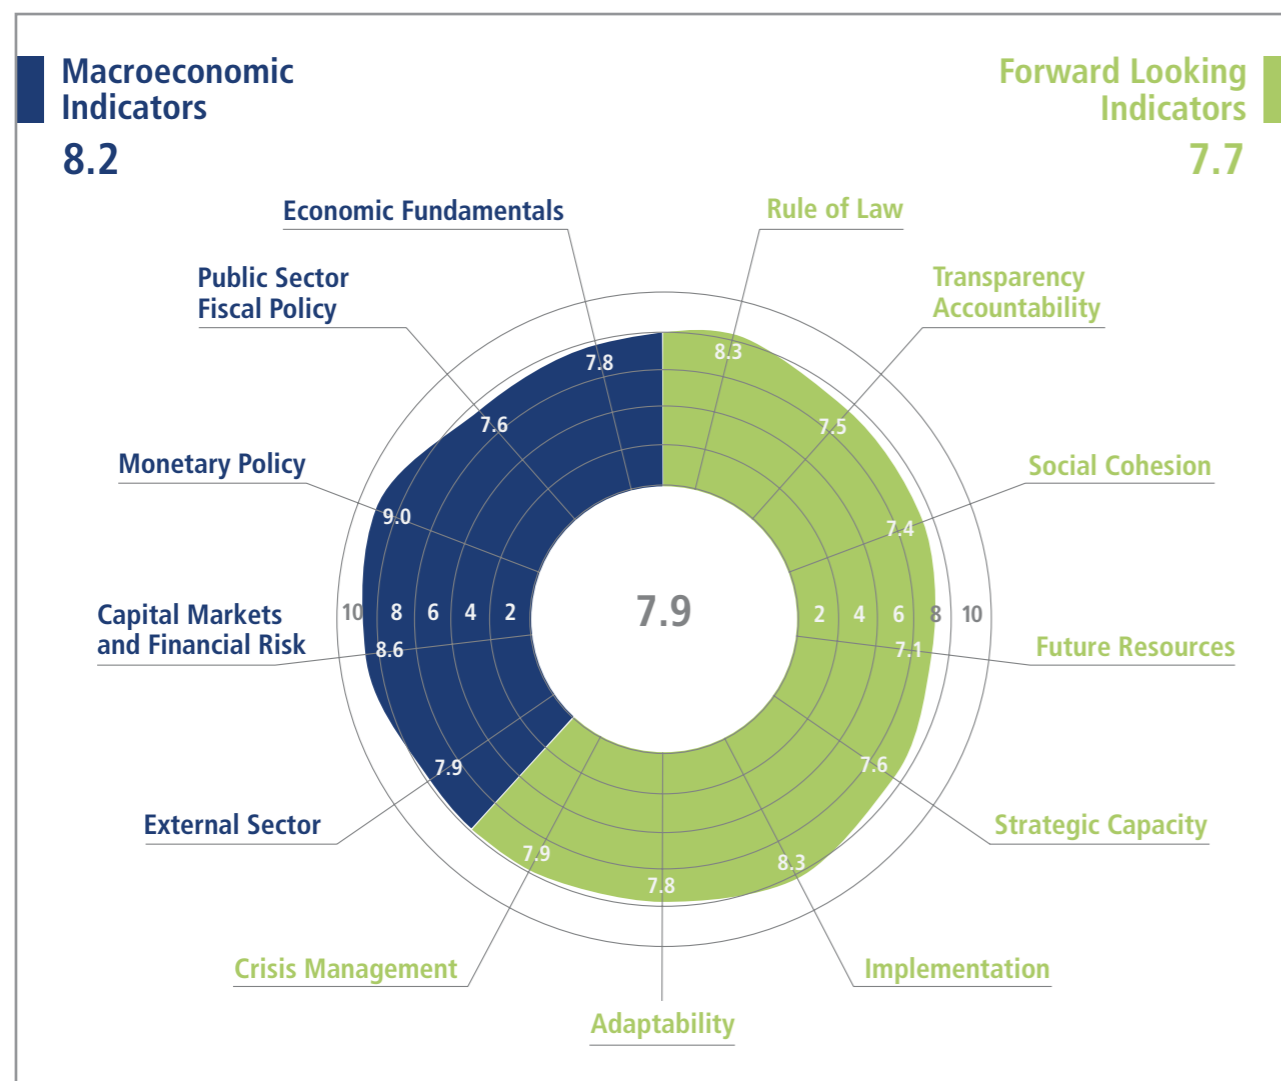 Macroeconomic
Indicators
8.2
Forward Looking
Indicators
7.7
Economic Fundamentals
Rule of Law
Public Sector
Fiscal Policy
Transparency
Accountability
7.8
8.3
7.6
7.5
Monetary Policy
Social Cohesion
9.0
7.4
Capital Markets
and Financial Risk
10 8 6 4 2
7.9
2 4 6 8 10
8.6
7.1
Future Resources
7.9
7.6
External Sector
Strategic Capacity
7.9
7.8
8.3
Crisis Management
Implementation
Adaptability